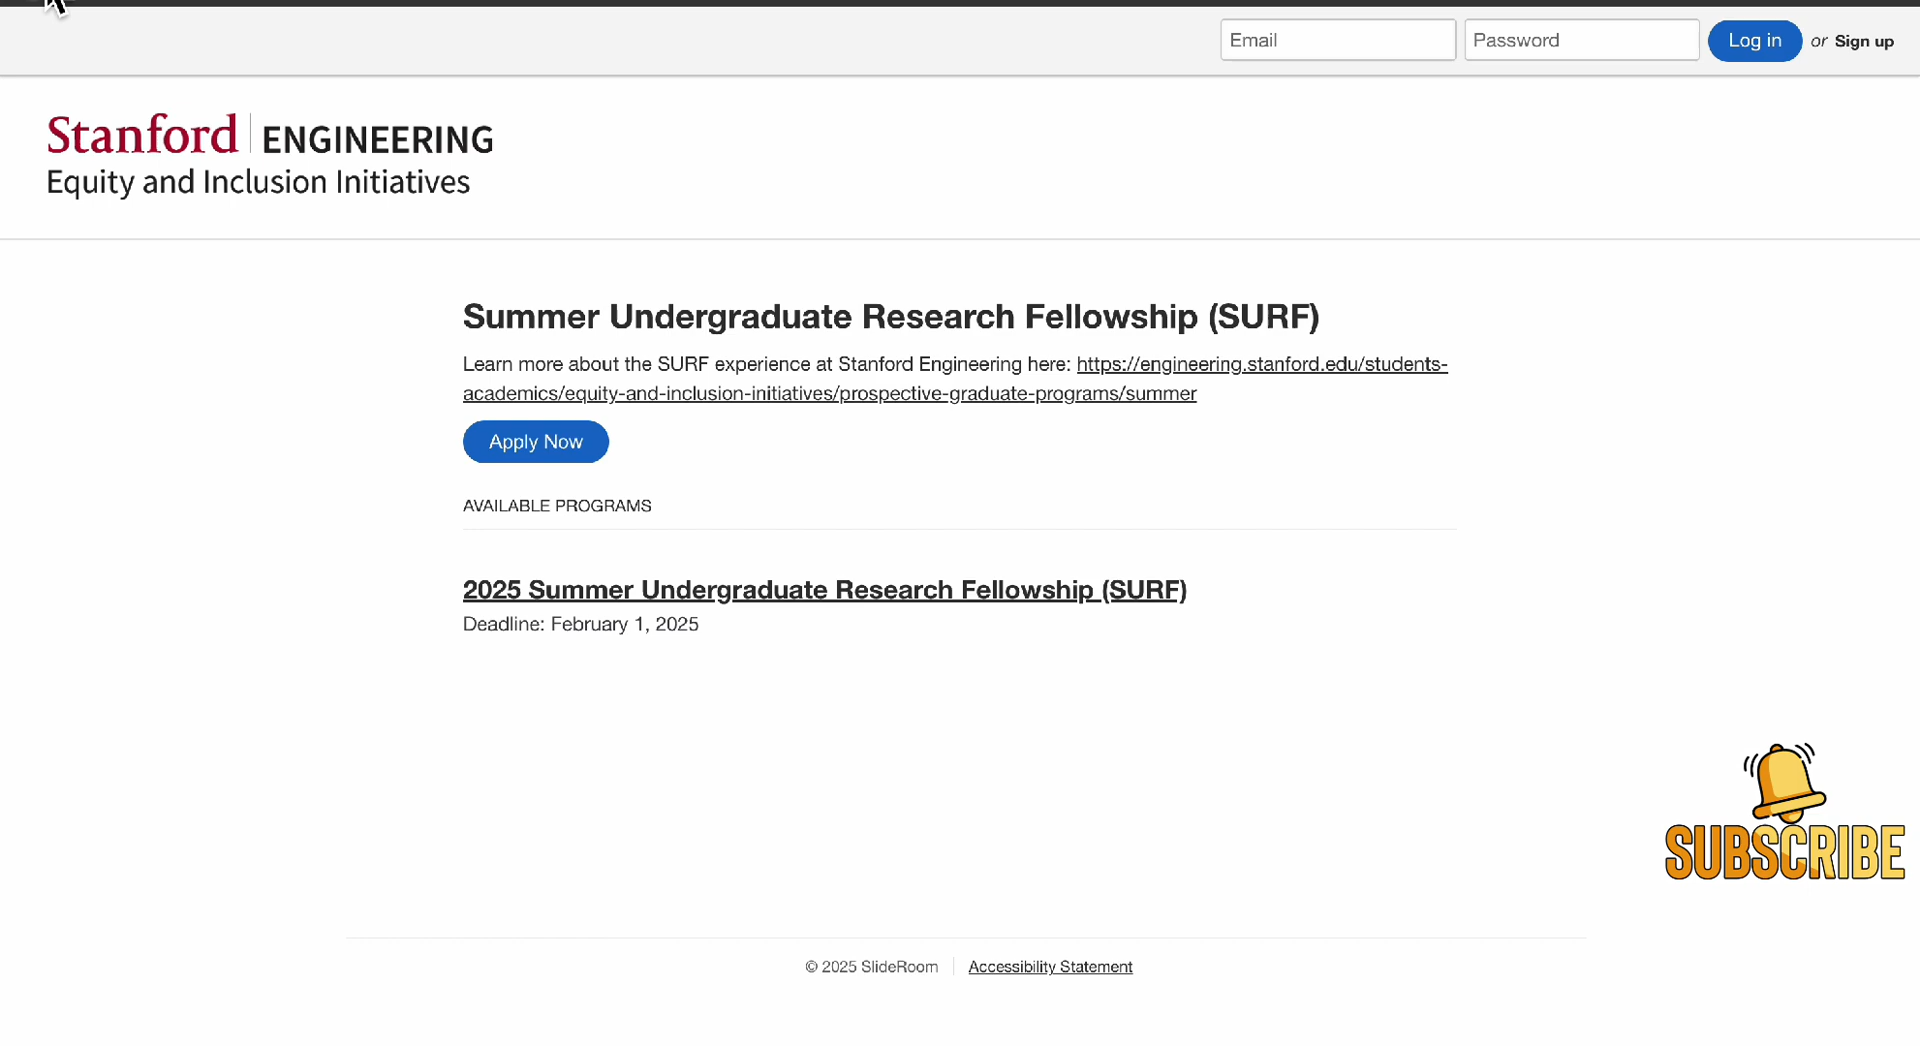 Email
Password
Log in
or Sign up
Stanford ENGINEERING
Equity and Inclusion Initiatives
Summer Undergraduate Research Fellowship (SURF)
Learn more about the SURF experience at Stanford Engineering here: https://engineering.stanford.edu/students-
academics/equity-and-inclusion-initiatives/prospective-graduate-programs/summer
Apply Now
AVAILABLE PROGRAMS
2025 Summer Undergraduate Research Fellowship (SURF)
Deadline: February 1, 2025
SUBSCRIBE
© 2025 SlideRoom
Accessibility Statement